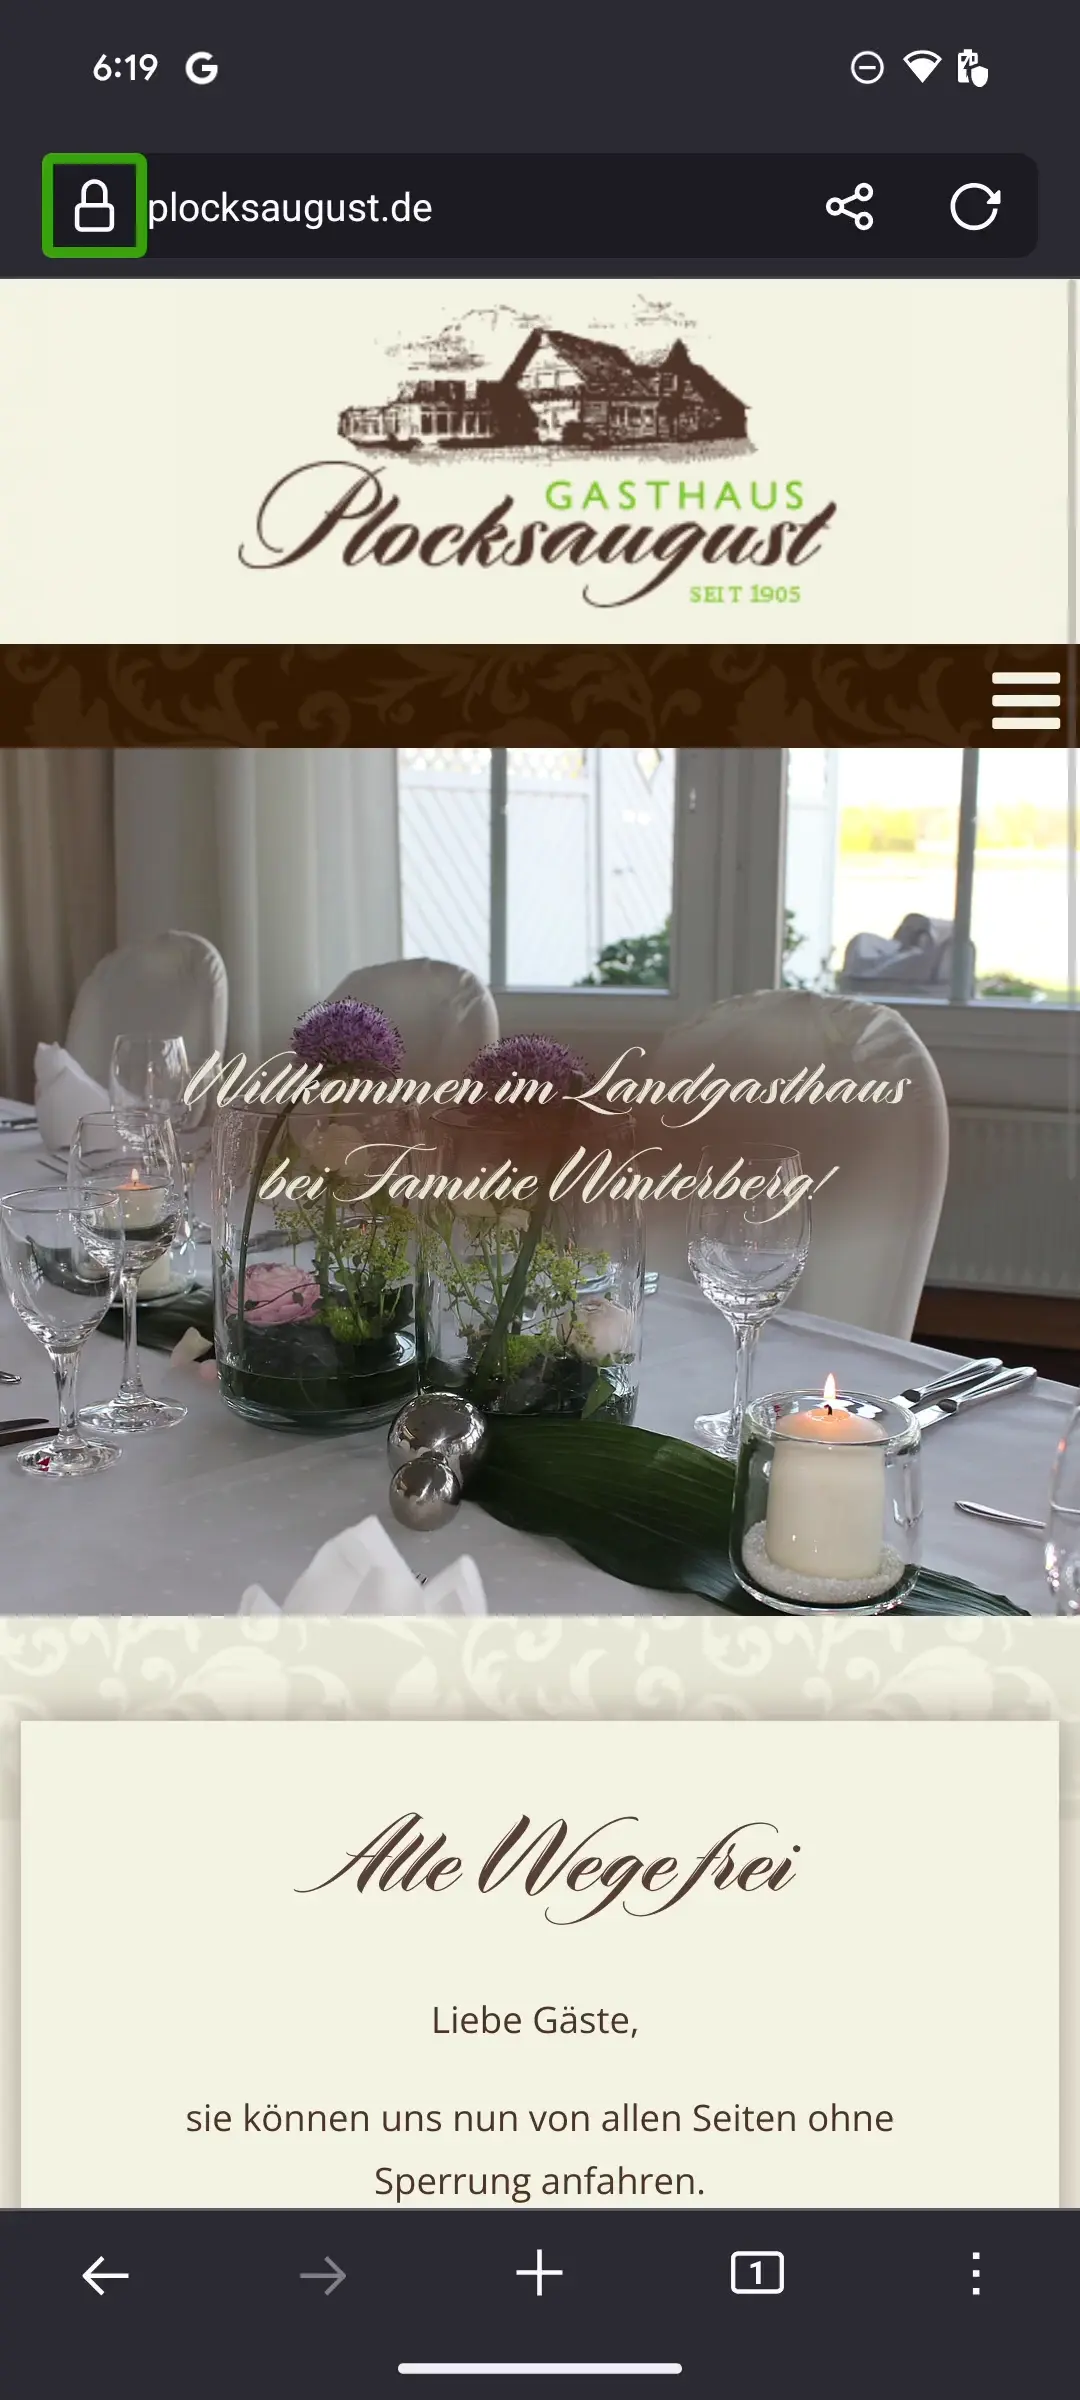 6:19
plocksaugust.de
GASTHAUS
Plocksaugust
SEIT 1905
Willkommen im Landgasthaus
bei Familie Winterberg!
Alle Wege frei
Liebe Gäste,
sie können uns nun von allen Seiten ohne
Sperrung anfahren.
1